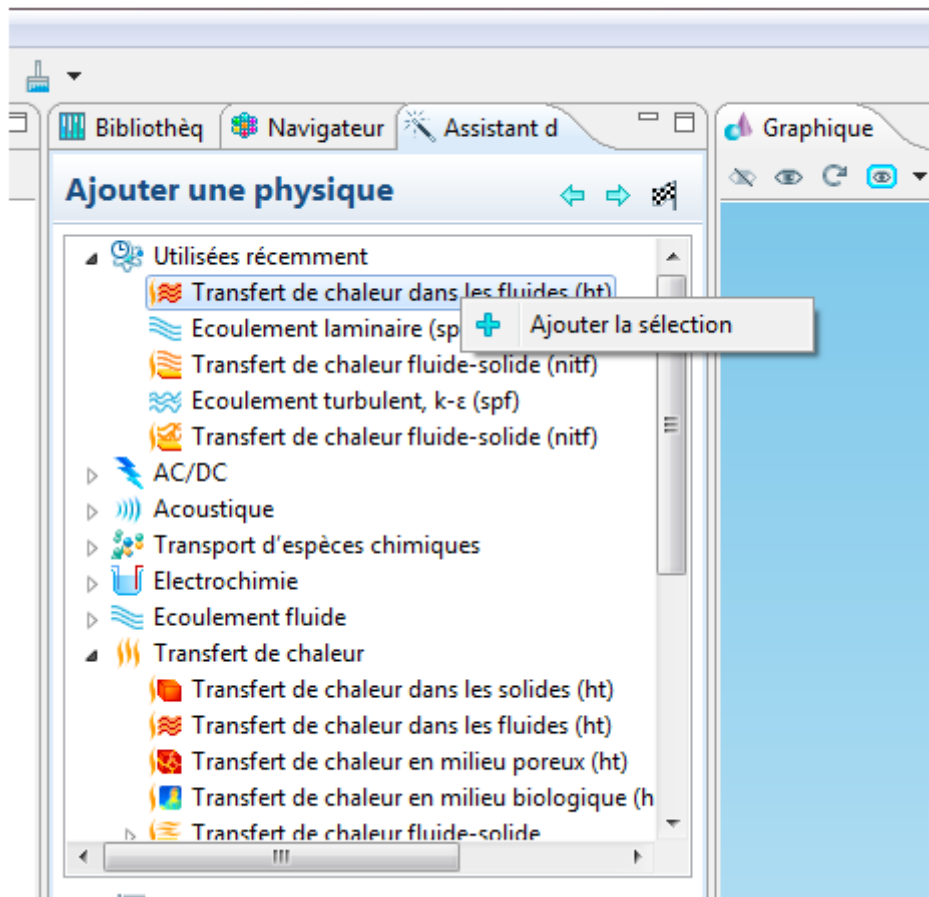 Bibliothèq Navigateur Assistant d Graphique
Ajouter une physique
Utilisées récemment
Transfert de chaleur dans les fluides (ht)
Ecoulement laminaire (sp
Ajouter la sélection
Transfert de chaleur fluide-solide (nitf)
Ecoulement turbulent, k-ε (spf)
Transfert de chaleur fluide-solide (nitf)
AC/DC
Acoustique
Transport d'espèces chimiques
Electrochimie
Ecoulement fluide
Transfert de chaleur
Transfert de chaleur dans les solides (ht)
Transfert de chaleur dans les fluides (ht)
Transfert de chaleur en milieu poreux (ht)
Transfert de chaleur en milieu biologique (h
Transfert de chaleur fluide-solide